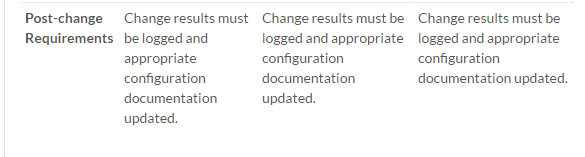 Post-change
Requirements
Change results must
be logged and
appropriate
configuration
documentation
updated.
Change results must be
logged and appropriate
configuration
documentation
updated.
Change results must be
logged and appropriate
configuration
documentation updated.